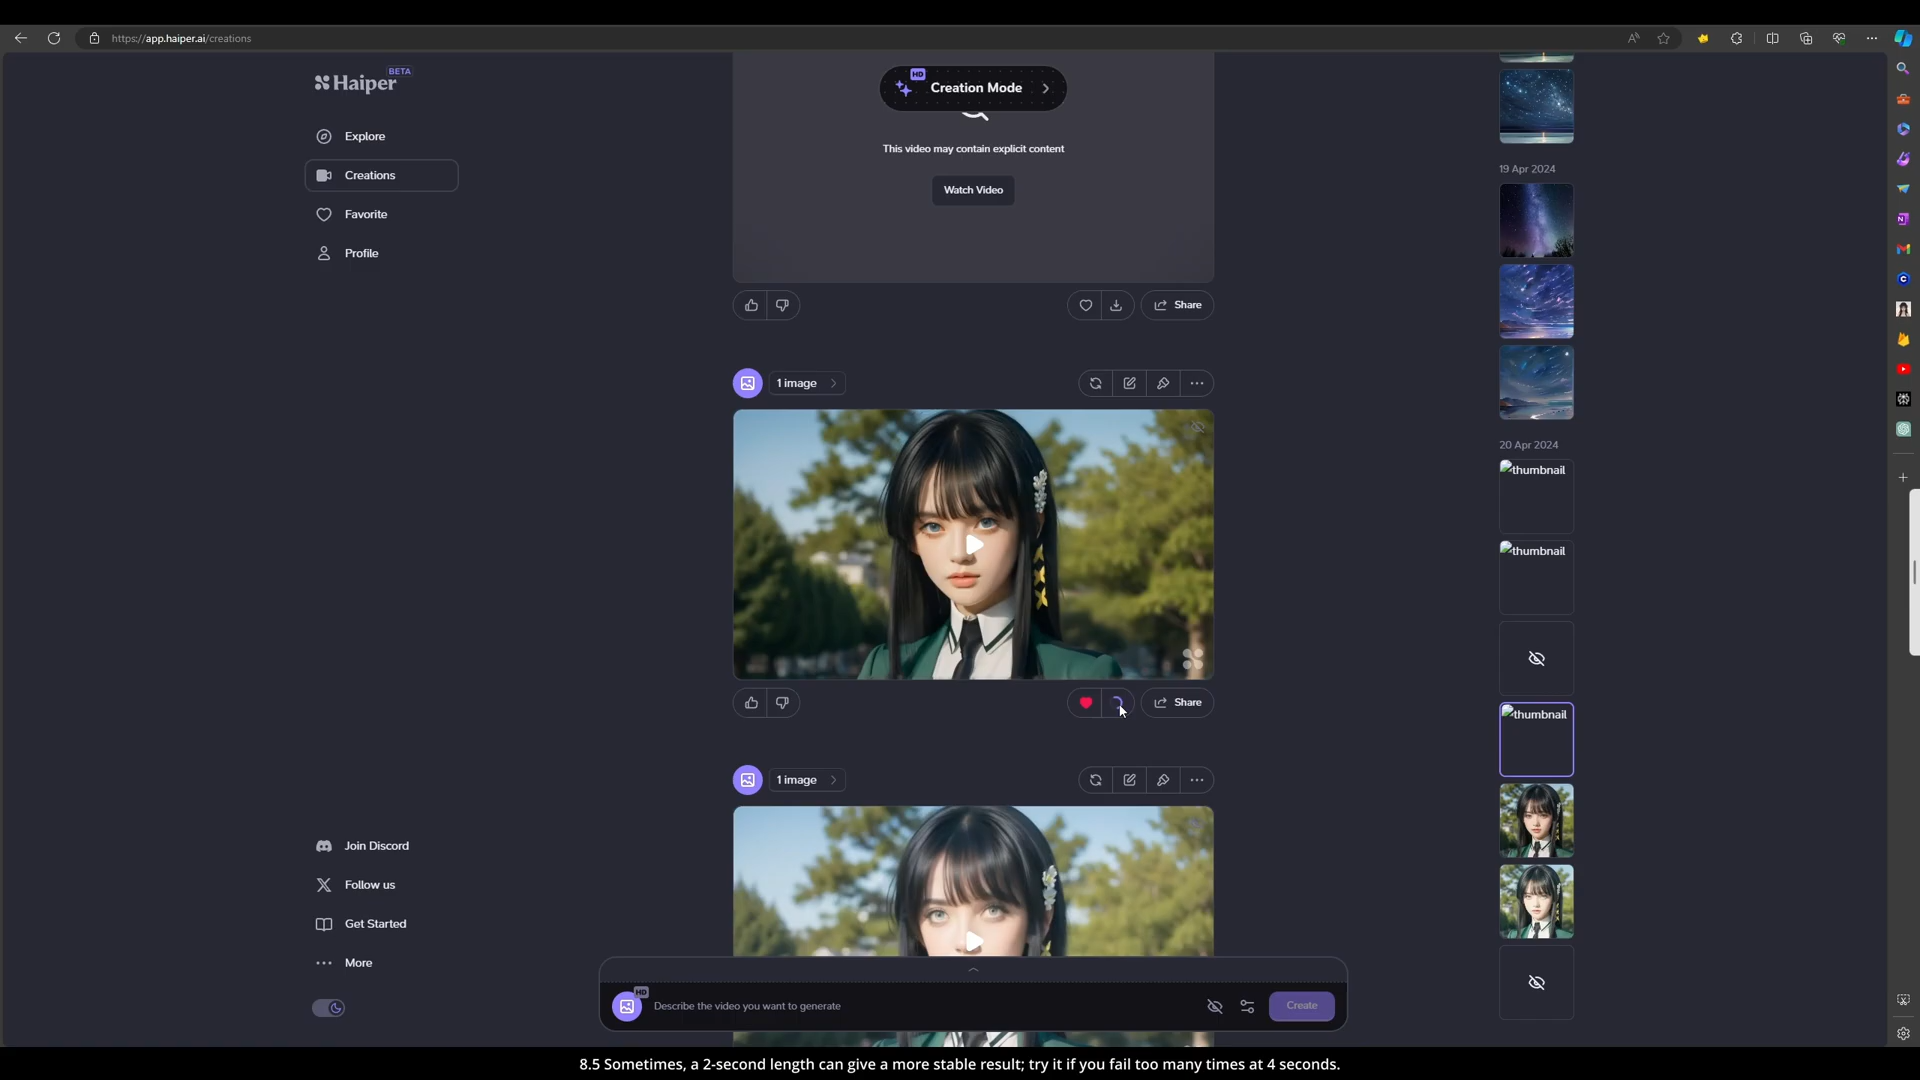 https://app.haiper.ai/creations
Haiper
BETA
Explore
Creations
Favorite
Profile
HD
Creation Mode
This video may contain explicit content
Watch Video
Share
1 image
Share
1 image
19 Apr 2024
20 Apr 2024
thumbnail
thumbnail
thumbnail
Join Discord
Follow us
Get Started
More
HD
Describe the video you want to generate
Create
8.5 Sometimes, a 2-second length can give a more stable result; try it if you fail too many times at 4 seconds.